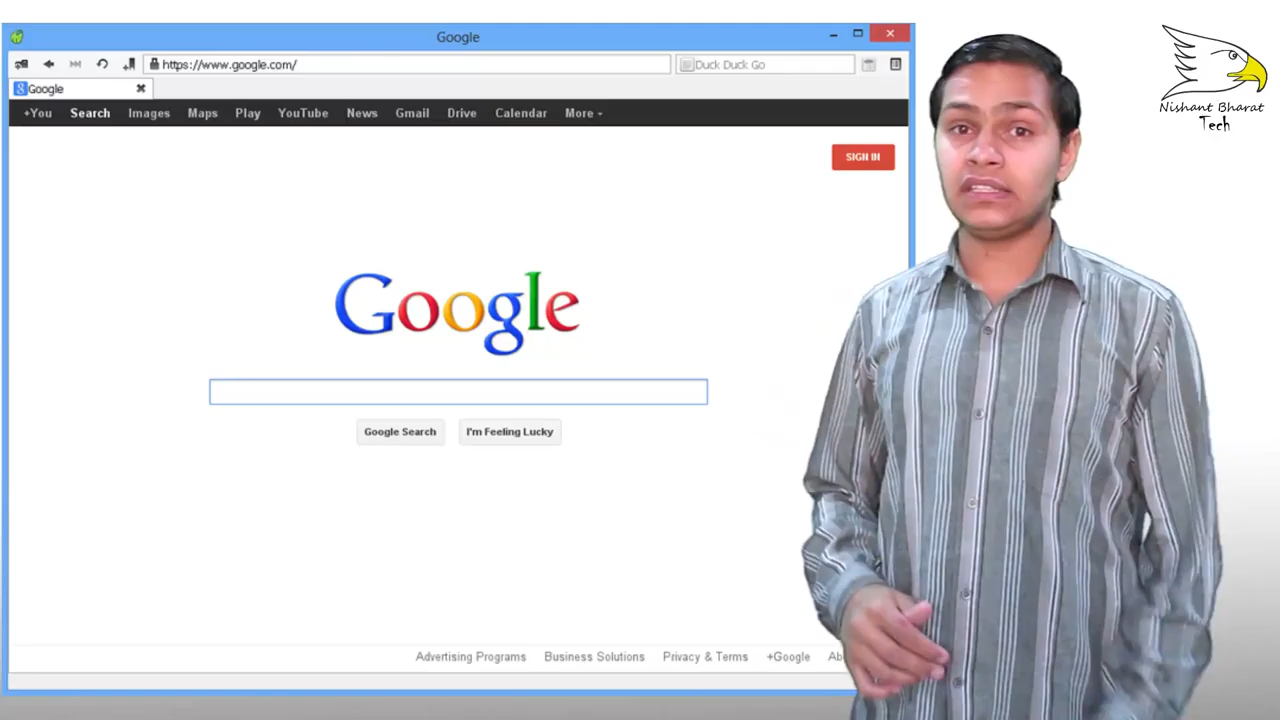 Google
https://www.google.com/
Duck Duck Go
Google
+You Search Images Maps Play YouTube News Gmail Drive Calendar More
SIGN IN
Google
Google Search I'm Feeling Lucky
Advertising Programs Business Solutions Privacy & Terms +Google Ab
Nishant Bharat
Tech